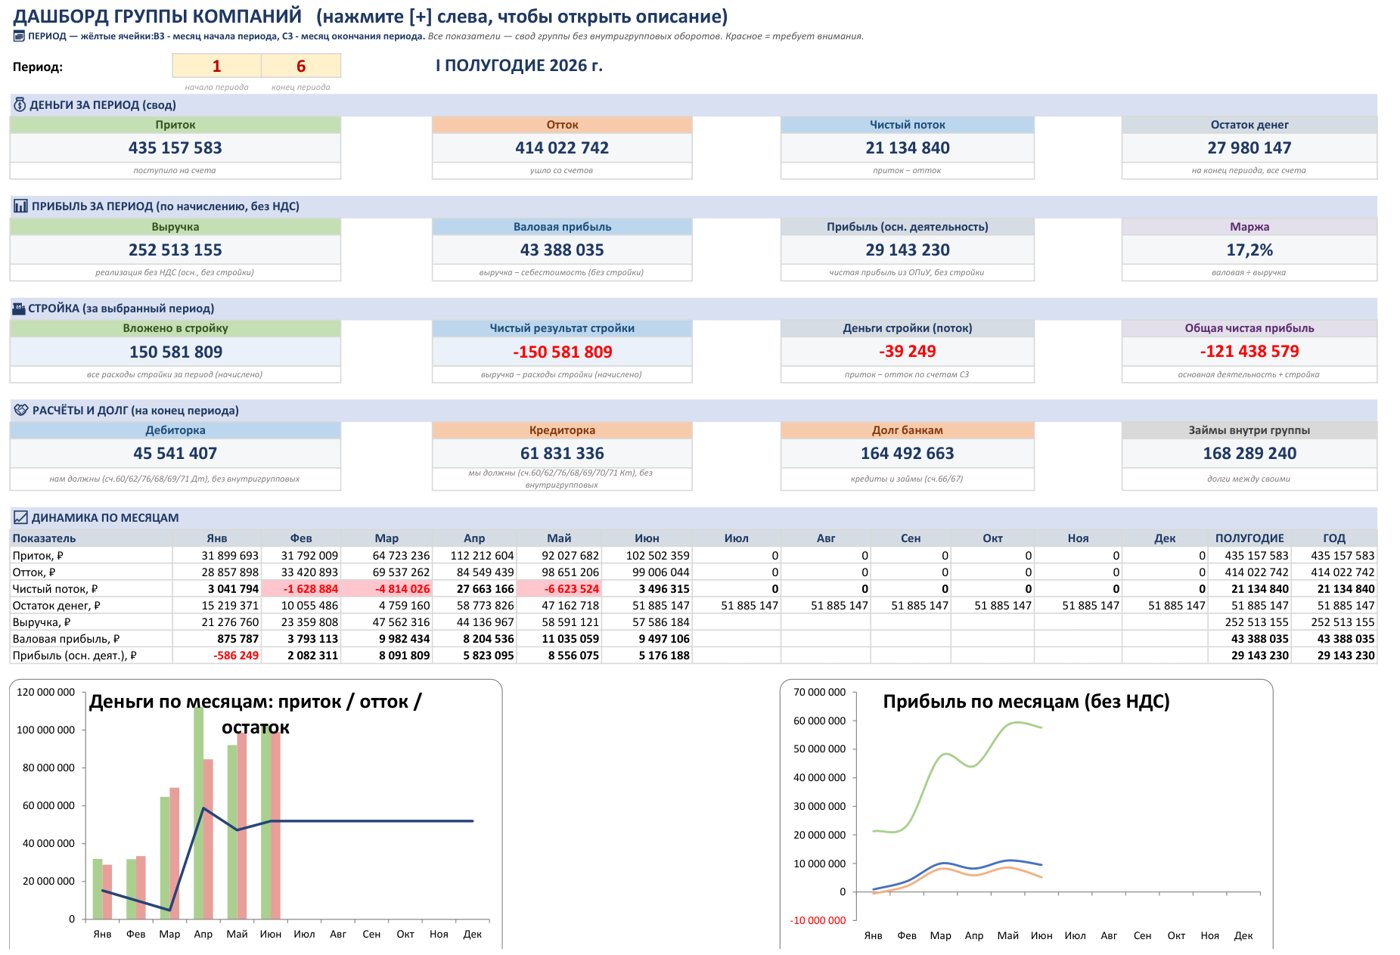 ДАШБОРД ГРУППЫ КОМПАНИЙ (нажмите [+] слева, чтобы открыть описание)
ПЕРИОД — жёлтые ячейки:B3 - месяц начала периода, C3 - месяц окончания периода. Все показатели — свод группы без внутригрупповых оборотов. Красное = требует внимания.
Период: 1 6 I ПОЛУГОДИЕ 2026 г.
начало периода конец периода
ДЕНЬГИ ЗА ПЕРИОД (свод)
Приток Отток Чистый поток Остаток денег
435 157 583 414 022 742 21 134 840 27 980 147
поступило на счета ушло со счетов приток – отток на конец периода, все счета
ПРИБЫЛЬ ЗА ПЕРИОД (по начислению, без НДС)
Выручка Валовая прибыль Прибыль (осн. деятельность) Маржа
252 513 155 43 388 035 29 143 230 17,2%
реализация без НДС (осн., без стройки) выручка – себестоимость (без стройки) чистая прибыль из ОПиУ, без стройки валовая ÷ выручка
СТРОЙКА (за выбранный период)
Вложено в стройку Чистый результат стройки Деньги стройки (поток) Общая чистая прибыль
150 581 809 -150 581 809 -39 249 -121 438 579
все расходы стройки за период (начислено) выручка – расходы стройки (начислено) приток – отток по счетам СЗ основная деятельность + стройка
РАСЧЁТЫ И ДОЛГ (на конец периода)
Дебиторка Кредиторка Долг банкам Займы внутри группы
45 541 407 61 831 336 164 492 663 168 289 240
нам должны (сч.60/62/76/68/69/71 Дт), без внутригрупповых мы должны (сч.60/62/76/68/69/70/71 Кт), без внутригрупповых кредиты и займы (сч.66/67) долги между своими
ДИНАМИКА ПО МЕСЯЦАМ
Показатель Янв Фев Мар Апр Май Июн Июл Авг Сен Окт Ноя Дек ПОЛУГОДИЕ ГОД
Приток, ₽ 31 899 693 31 792 009 64 723 236 112 212 604 92 027 682 102 502 359 0 0 0 0 0 0 435 157 583 435 157 583
Отток, ₽ 28 857 898 33 420 893 69 537 262 84 549 439 98 651 206 99 006 044 0 0 0 0 0 0 414 022 742 414 022 742
Чистый поток, ₽ 3 041 794 -1 628 884 -4 814 026 27 663 166 -6 623 524 3 496 315 0 0 0 0 0 0 21 134 840 21 134 840
Остаток денег, ₽ 15 219 371 10 055 486 4 759 160 58 773 826 47 162 718 51 885 147 51 885 147 51 885 147 51 885 147 51 885 147 51 885 147 51 885 147 51 885 147 51 885 147
Выручка, ₽ 21 276 760 23 359 808 47 562 316 44 136 967 58 591 121 57 586 184 252 513 155 252 513 155
Валовая прибыль, ₽ 875 787 3 793 113 9 982 434 8 204 536 11 035 059 9 497 106 43 388 035 43 388 035
Прибыль (осн. деят.), ₽ -586 249 2 082 311 8 091 809 5 823 095 8 556 075 5 176 188 29 143 230 29 143 230
Деньги по месяцам: приток / отток /
остаток
120 000 000
100 000 000
80 000 000
60 000 000
40 000 000
20 000 000
0
Янв Фев Мар Апр Май Июн Июл Авг Сен Окт Ноя Дек
Прибыль по месяцам (без НДС)
70 000 000
60 000 000
50 000 000
40 000 000
30 000 000
20 000 000
10 000 000
0
-10 000 000
Янв Фев Мар Апр Май Июн Июл Авг Сен Окт Ноя Дек